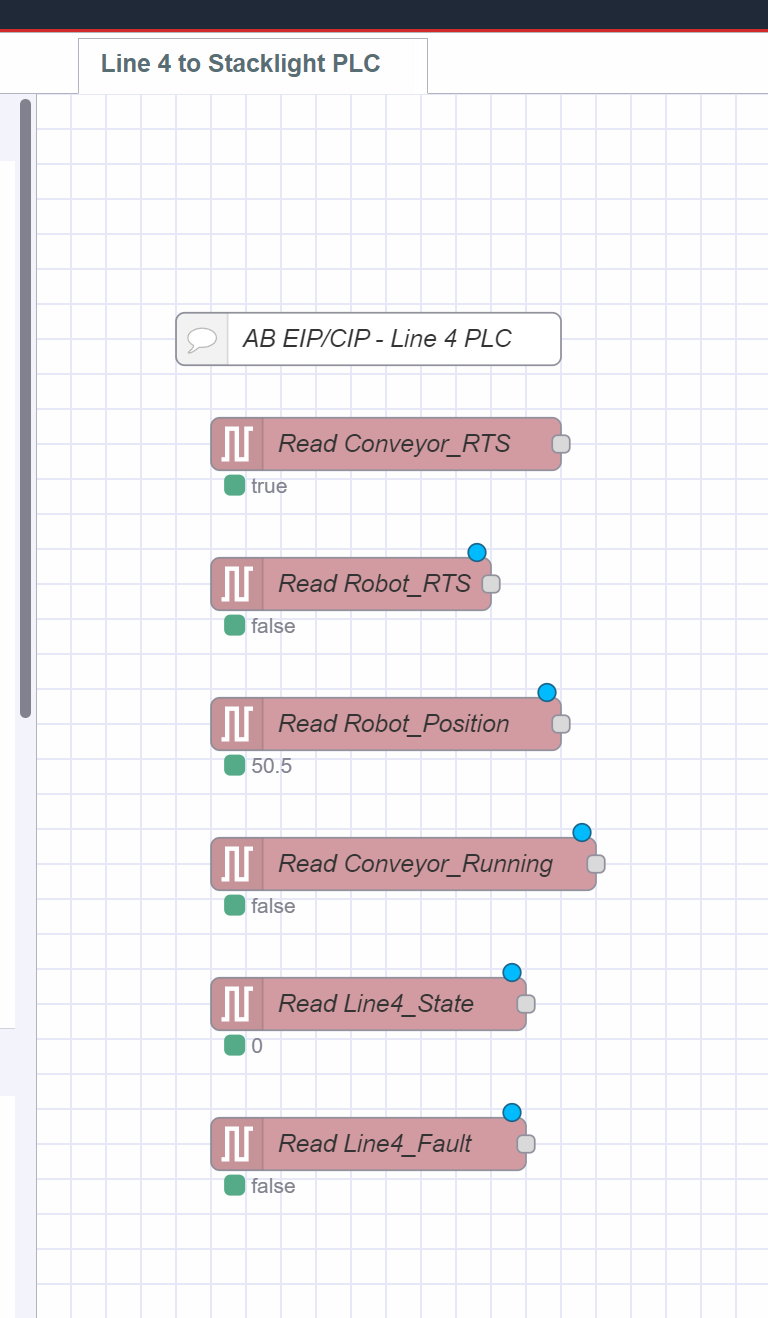 Line 4 to Stacklight PLC
AB EIP/CIP - Line 4 PLC
Read Conveyor_RTS
true
Read Robot_RTS
false
Read Robot_Position
50.5
Read Conveyor_Running
false
Read Line4_State
0
Read Line4_Fault
false